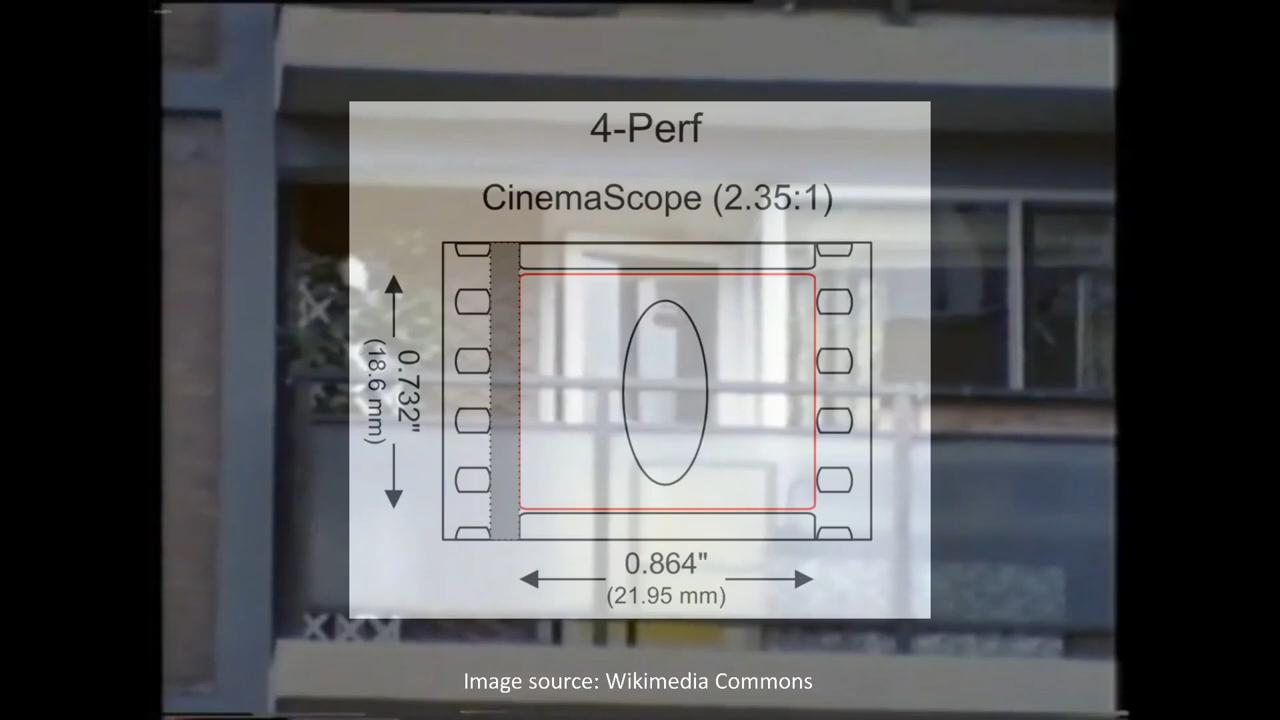 4-Perf
CinemaScope (2.35:1)
0.732"
(18.6 mm)
0.864"
(21.95 mm)
Image source: Wikimedia Commons